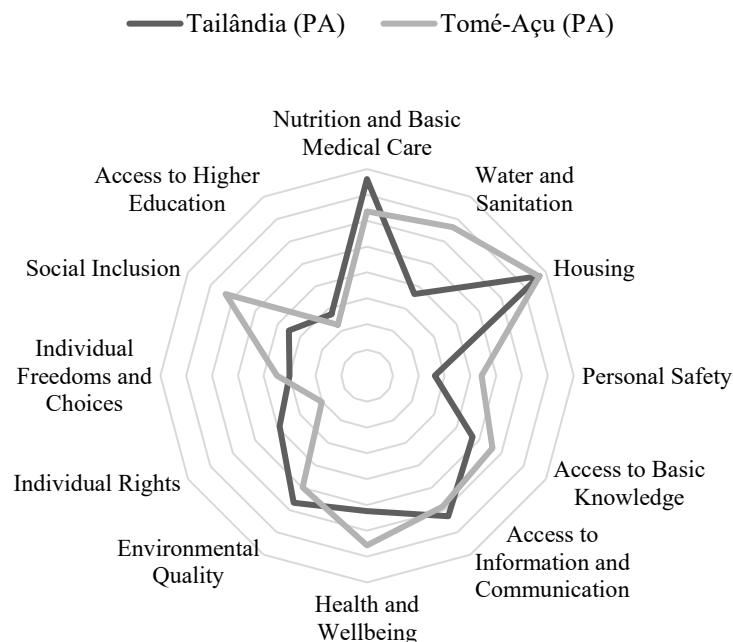 Tailândia (PA)
Tomé-Açu (PA)
Nutrition and Basic
Medical Care
Water and
Sanitation
Housing
Personal Safety
Access to Basic
Knowledge
Access to
Information and
Communication
Health and
Wellbeing
Environmental
Quality
Individual Rights
Individual
Freedoms and
Choices
Social Inclusion
Access to Higher
Education